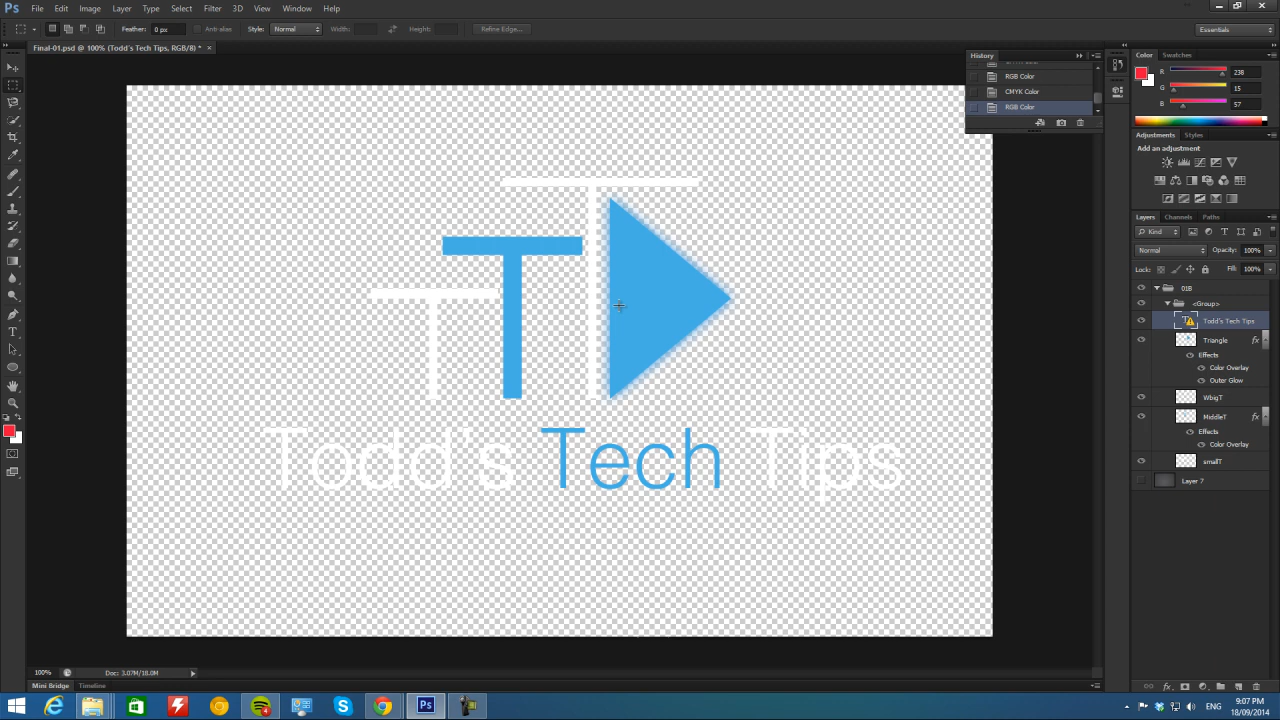 Ps File Edit Image Layer Type Select Filter 3D View Window Help
Feather: 0 px Anti-alias Style: Normal Width: Height: Refine Edge... Essentials
Final-01.psd @ 100% (Todd's Tech Tips, RGB/8) * ×
History
RGB Color
CMYK Color
RGB Color
Color Swatches
R 238
G 15
B 57
Adjustments Styles
Add an adjustment
Layers Channels Paths
Kind
Normal Opacity: 100%
Lock: Fill: 100%
01B
<Group>
Todd's Tech Tips
Triangle fx
Effects
Color Overlay
Outer Glow
WbigT
MiddleT fx
Effects
Color Overlay
smallT
Layer 7
TTT
Todd's Tech Tips
100% Doc: 3.07M/18.0M
Mini Bridge Timeline
Ps ENG 9:07 PM
18/09/2014